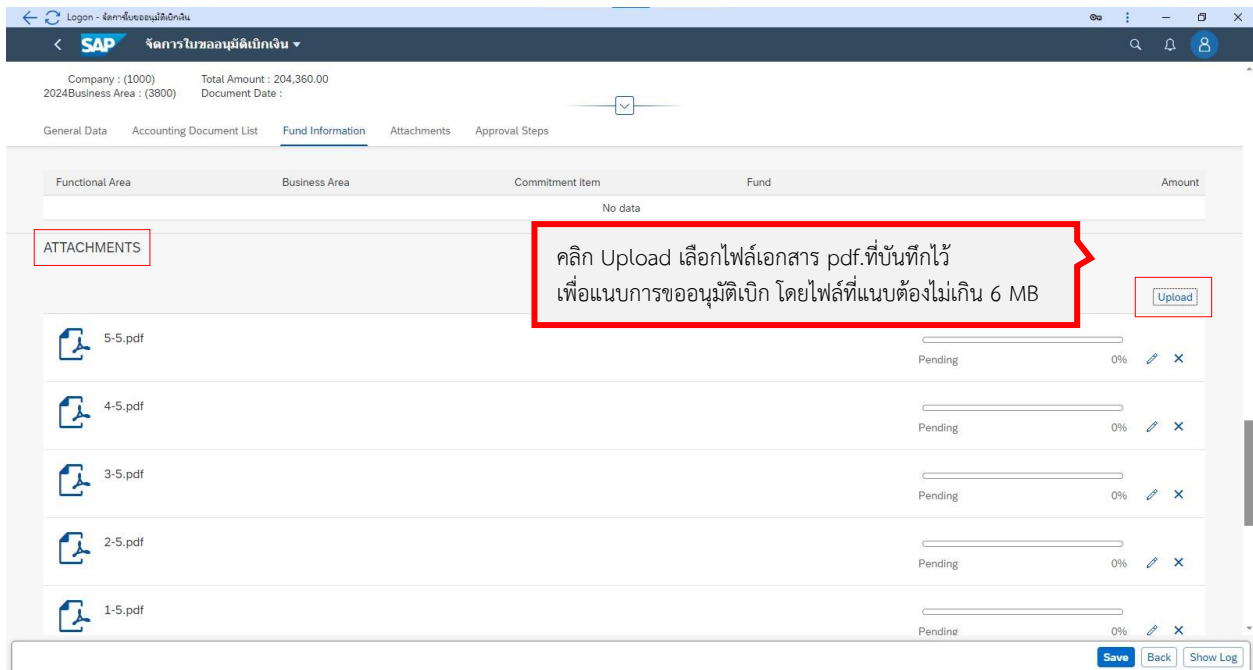 Logon - จัดการใบขออนุมัติเบิกเงิน
SAP จัดการใบขออนุมัติเบิกเงิน
Company : (1000) Total Amount : 204,360.00
2024Business Area : (3800) Document Date :
General Data Accounting Document List Fund Information Attachments Approval Steps
Functional Area Business Area Commitment item Fund Amount
No data
ATTACHMENTS
คลิก Upload เลือกไฟล์เอกสาร pdf.ที่บันทึกไว้
เพื่อแนบการขออนุมัติเบิก โดยไฟล์ที่แนบต้องไม่เกิน 6 MB
Upload
5-5.pdf
Pending 0%
4-5.pdf
Pending 0%
3-5.pdf
Pending 0%
2-5.pdf
Pending 0%
1-5.pdf
Pending 0%
Save Back Show Log